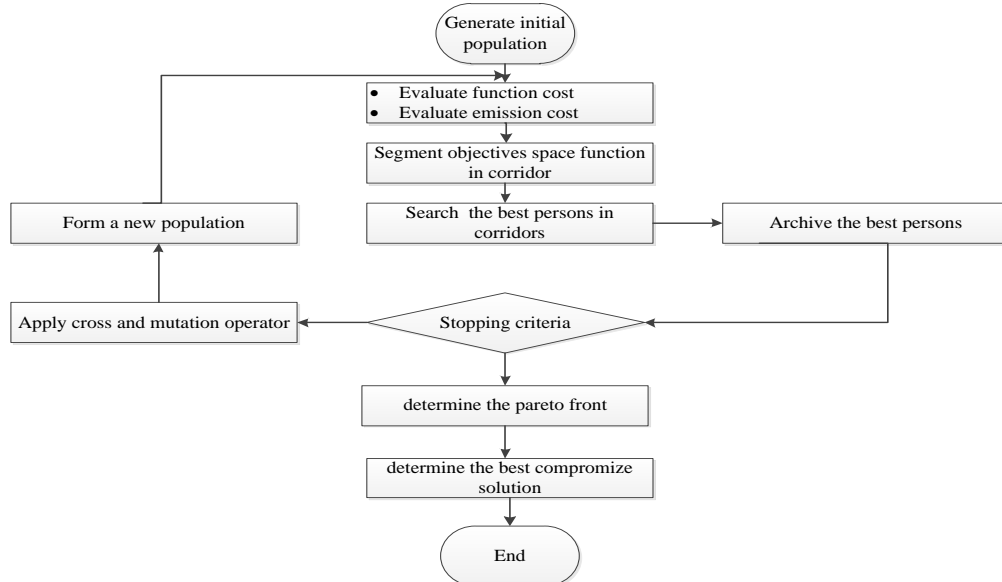 Generate initial
population
• Evaluate function cost
• Evaluate emission cost
Segment objectives space function
in corridor
Search the best persons in
corridors
Archive the best persons
Form a new population
Apply cross and mutation operator
Stopping criteria
determine the pareto front
determine the best compromize
solution
End